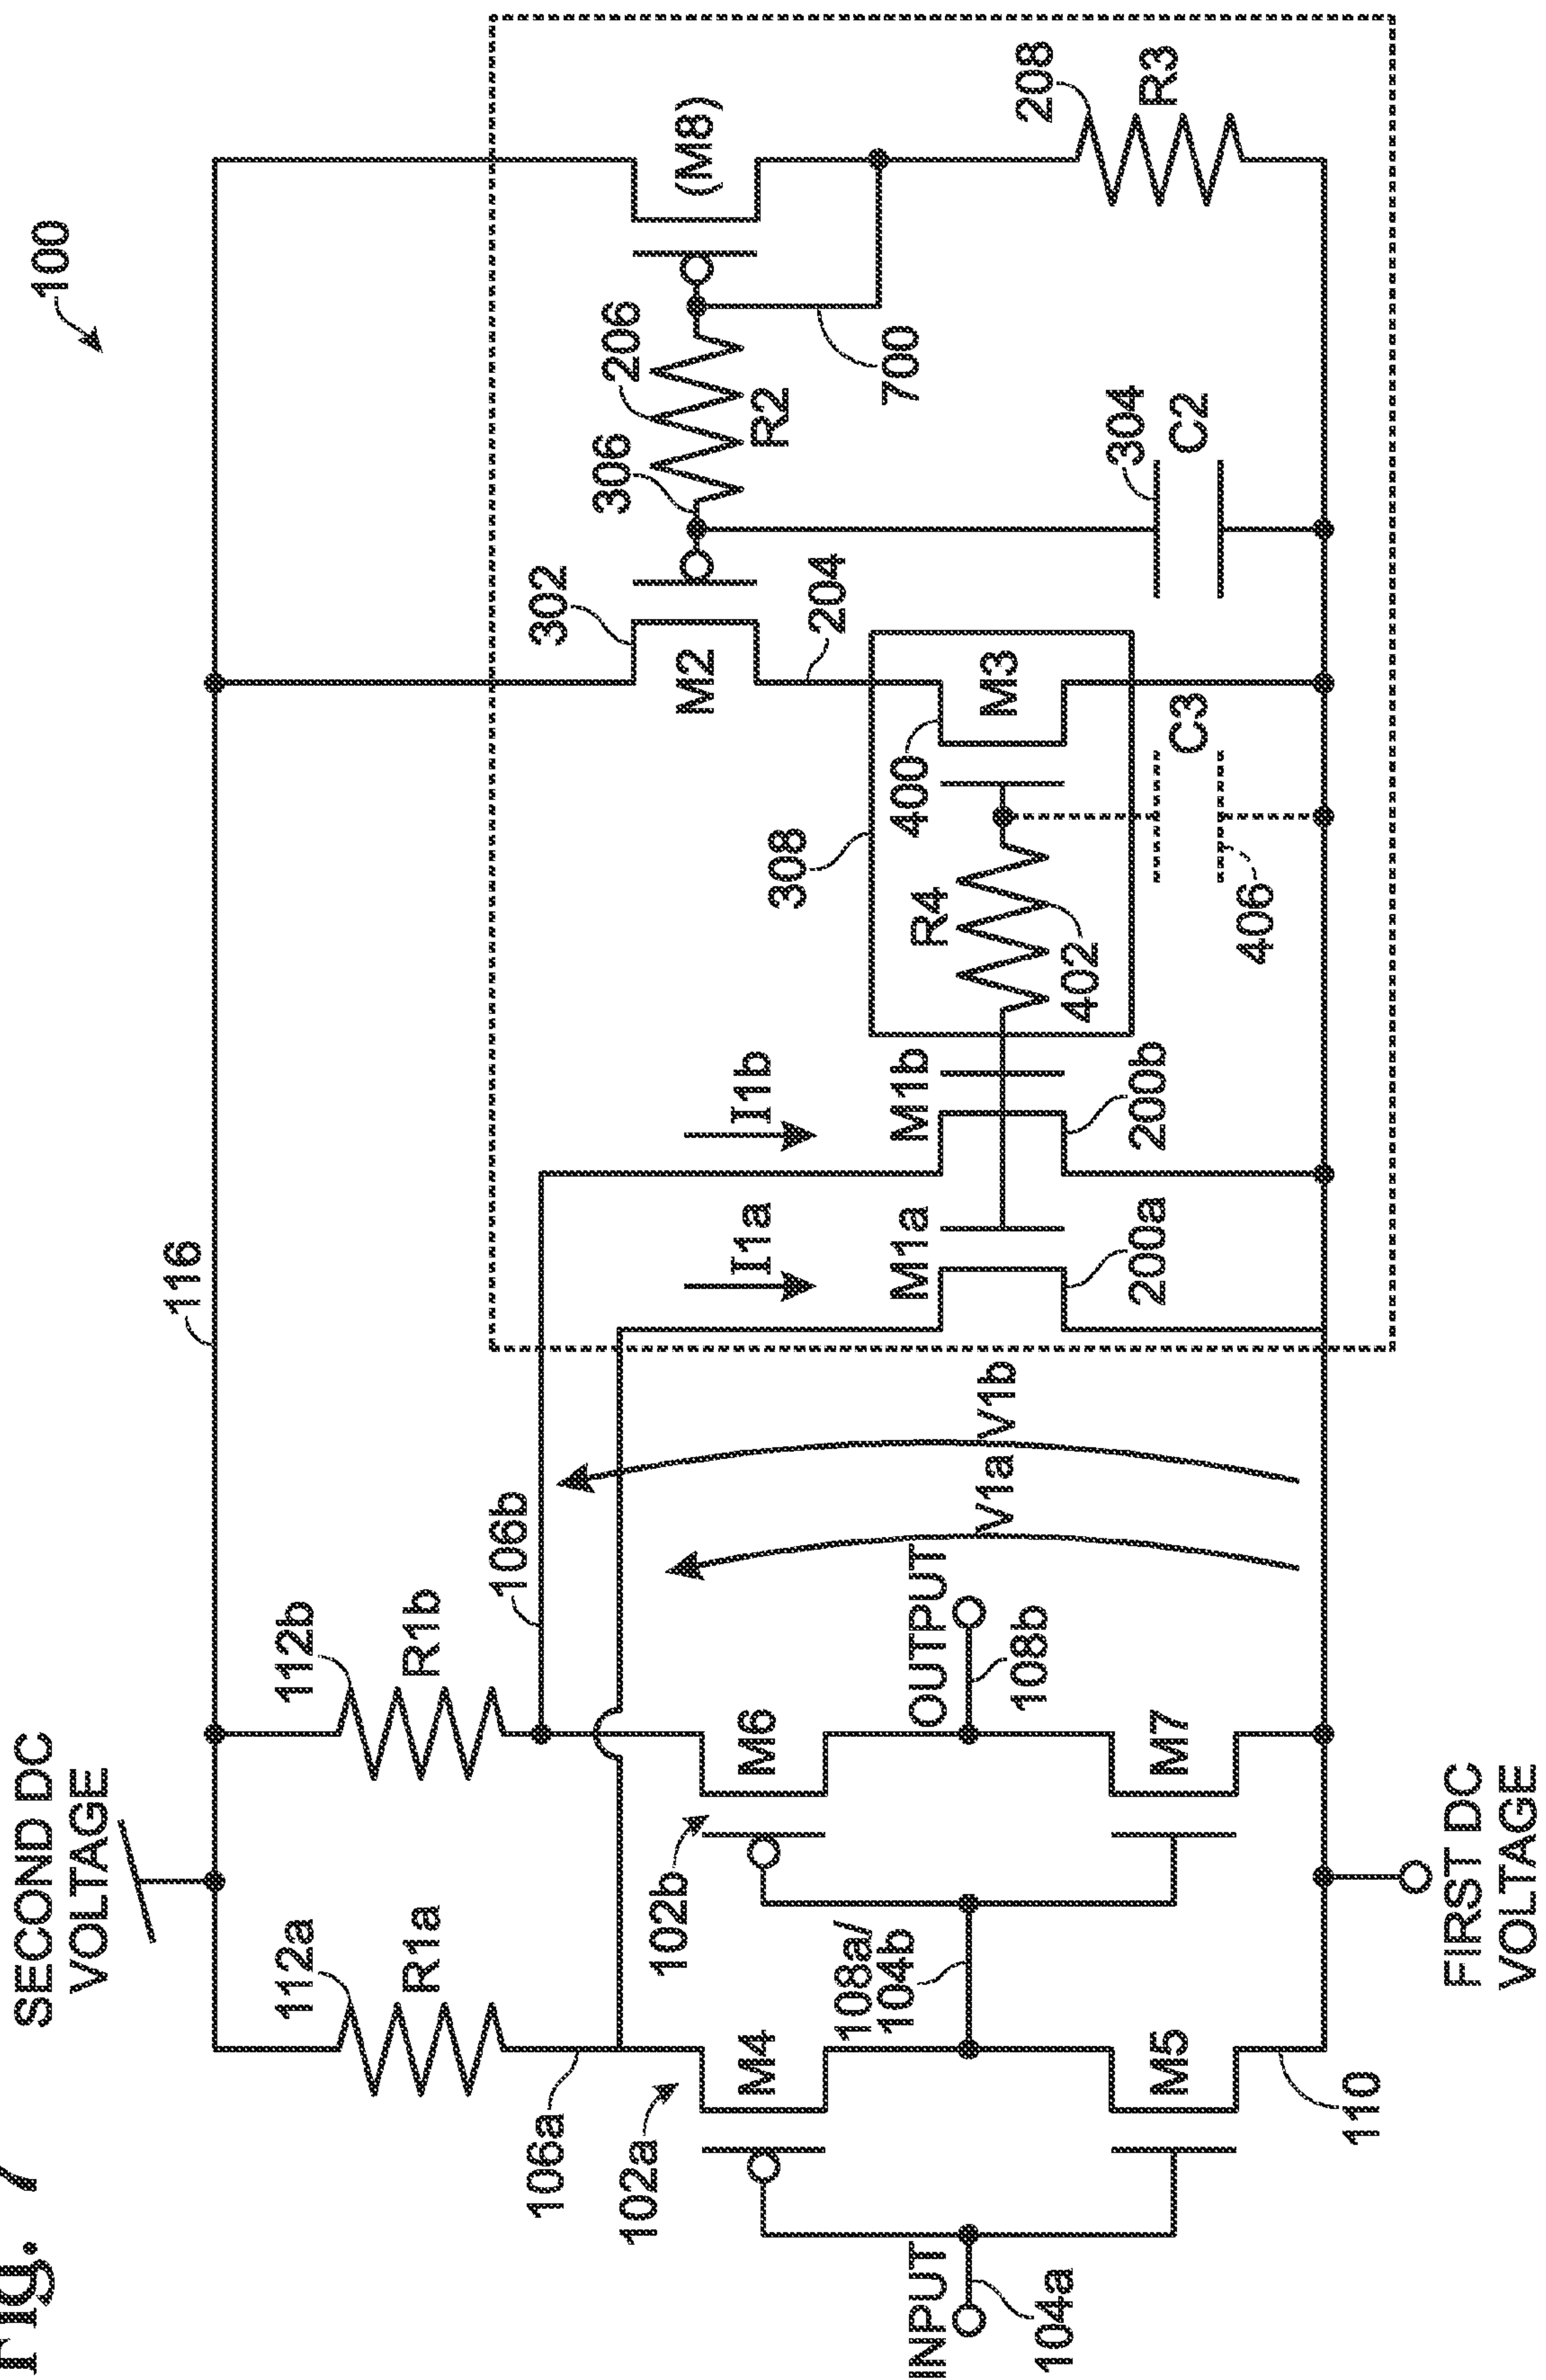 Fig. 7
100
SECOND DC
VOLTAGE
116
112a
R1a
112b
R1b
106a
106b
102a
M4
102b
M6
INPUT
104a
108a/
104b
OUTPUT
108b
M5
M7
110
FIRST DC
VOLTAGE
V1a
V1b
I1a
I1b
M1a
200a
M1b
200b
308
R4
402
400
M3
C3
406
302
M2
204
306
206
R2
(M8)
700
304
C2
208
R3